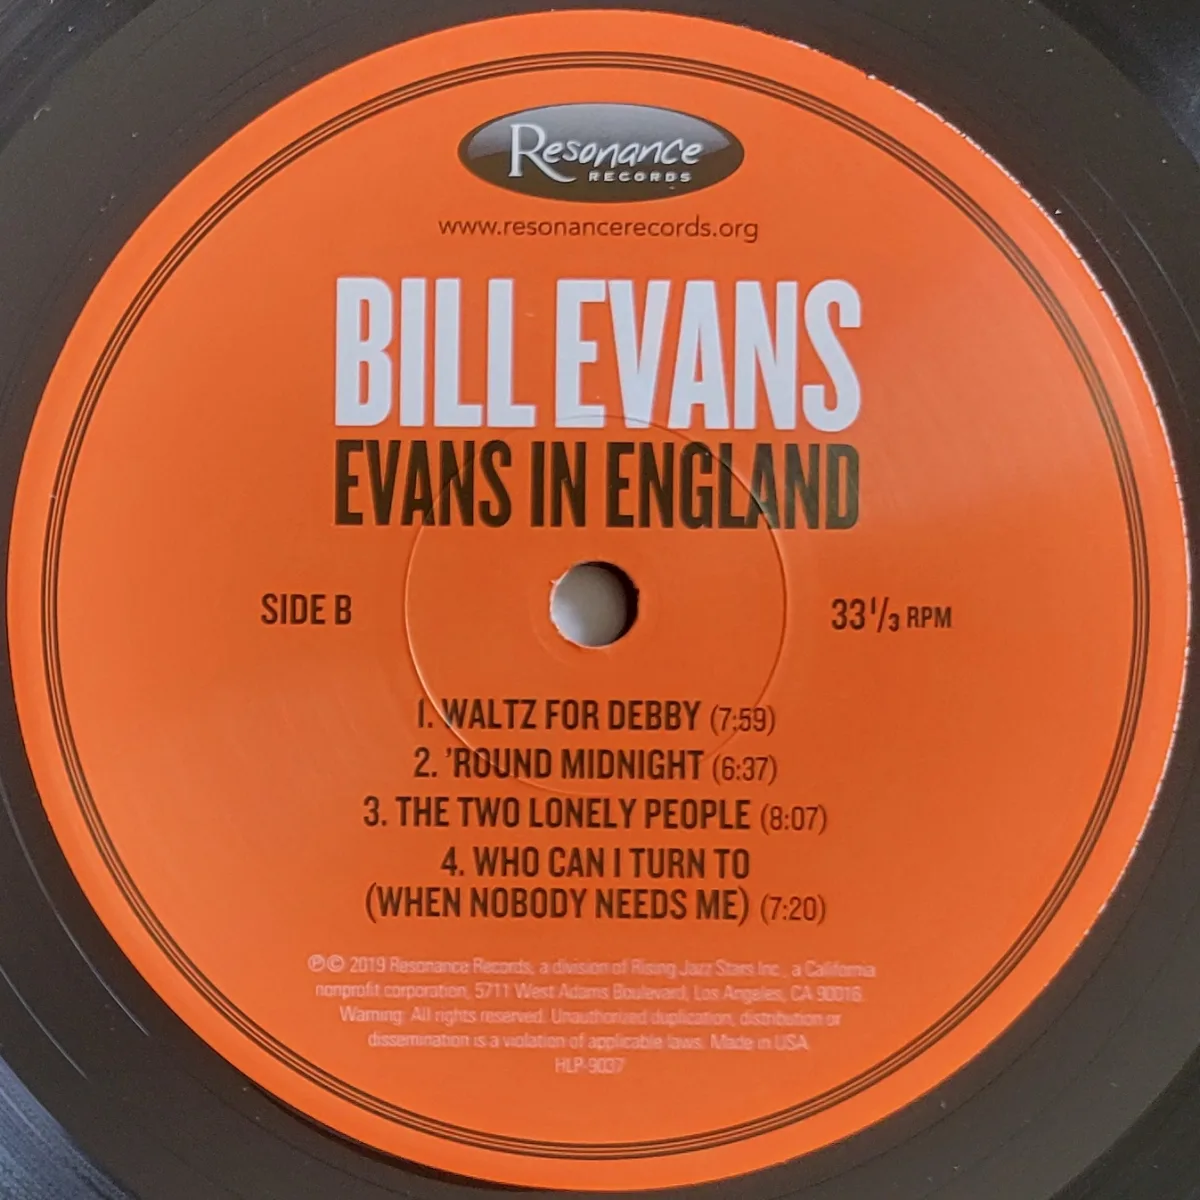 Resonance
RECORDS
www.resonancerecords.org
BILL EVANS
EVANS IN ENGLAND
SIDE B
33 1/3 RPM
1. WALTZ FOR DEBBY (7:59)
2. 'ROUND MIDNIGHT (6:37)
3. THE TWO LONELY PEOPLE (8:07)
4. WHO CAN I TURN TO
(WHEN NOBODY NEEDS ME) (7:20)
℗© 2019 Resonance Records, a division of Rising Jazz Stars Inc., a California
nonprofit corporation, 5711 West Adams Boulevard, Los Angeles, CA 90016.
Warning: All rights reserved. Unauthorized duplication, distribution or
dissemination is a violation of applicable laws. Made in USA
HLP-9037